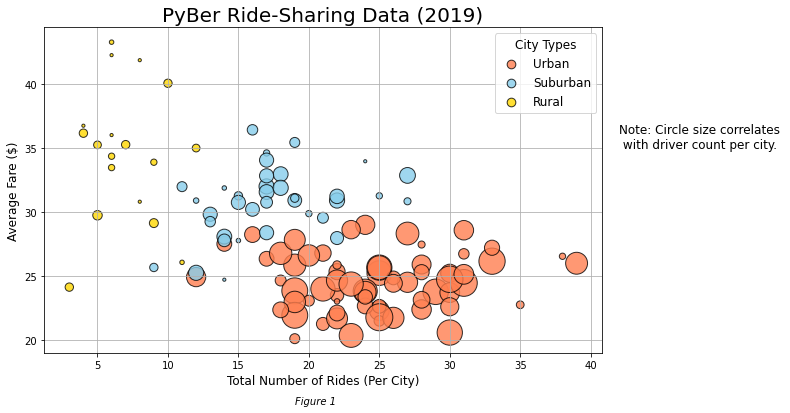 PyBer Ride-Sharing Data (2019)
City Types
Urban
Suburban
Rural
Note: Circle size correlates
with driver count per city.
Average Fare ($)
40
35
30
25
20
5 10 15 20 25 30 35 40
Total Number of Rides (Per City)
Figure 1